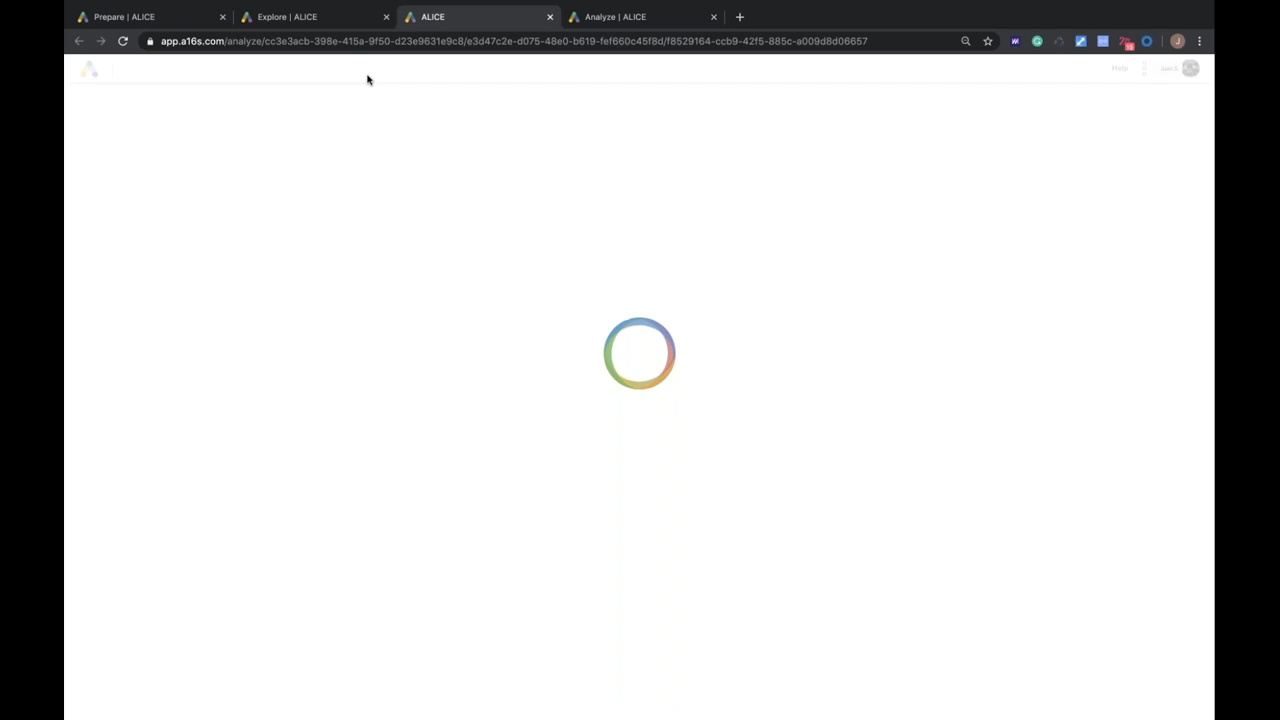 Prepare | ALICE
Explore | ALICE
ALICE
Analyze | ALICE
app.a16s.com/analyze/cc3e3acb-398e-415a-9f50-d23e9631e9c8/e3d47c2e-d075-48e0-b619-fef660c45f8d/f8529164-ccb9-42f5-885c-a009d8d06657
J
Help